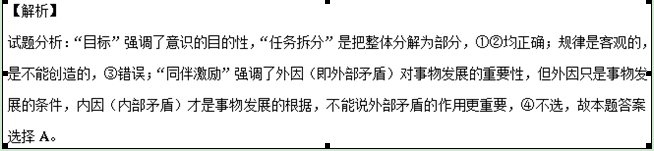 【解析】
试题分析：“目标”强调了意识的目的性，“任务拆分”是把整体分解为部分，①②均正确；规律是客观的，
是不能创造的，③错误；“同伴激励”强调了外因（即外部矛盾）对事物发展的重要性，但外因只是事物发
展的条件，内因（内部矛盾）才是事物发展的根据，不能说外部矛盾的作用更重要，④不选，故本题答案
选择 A。